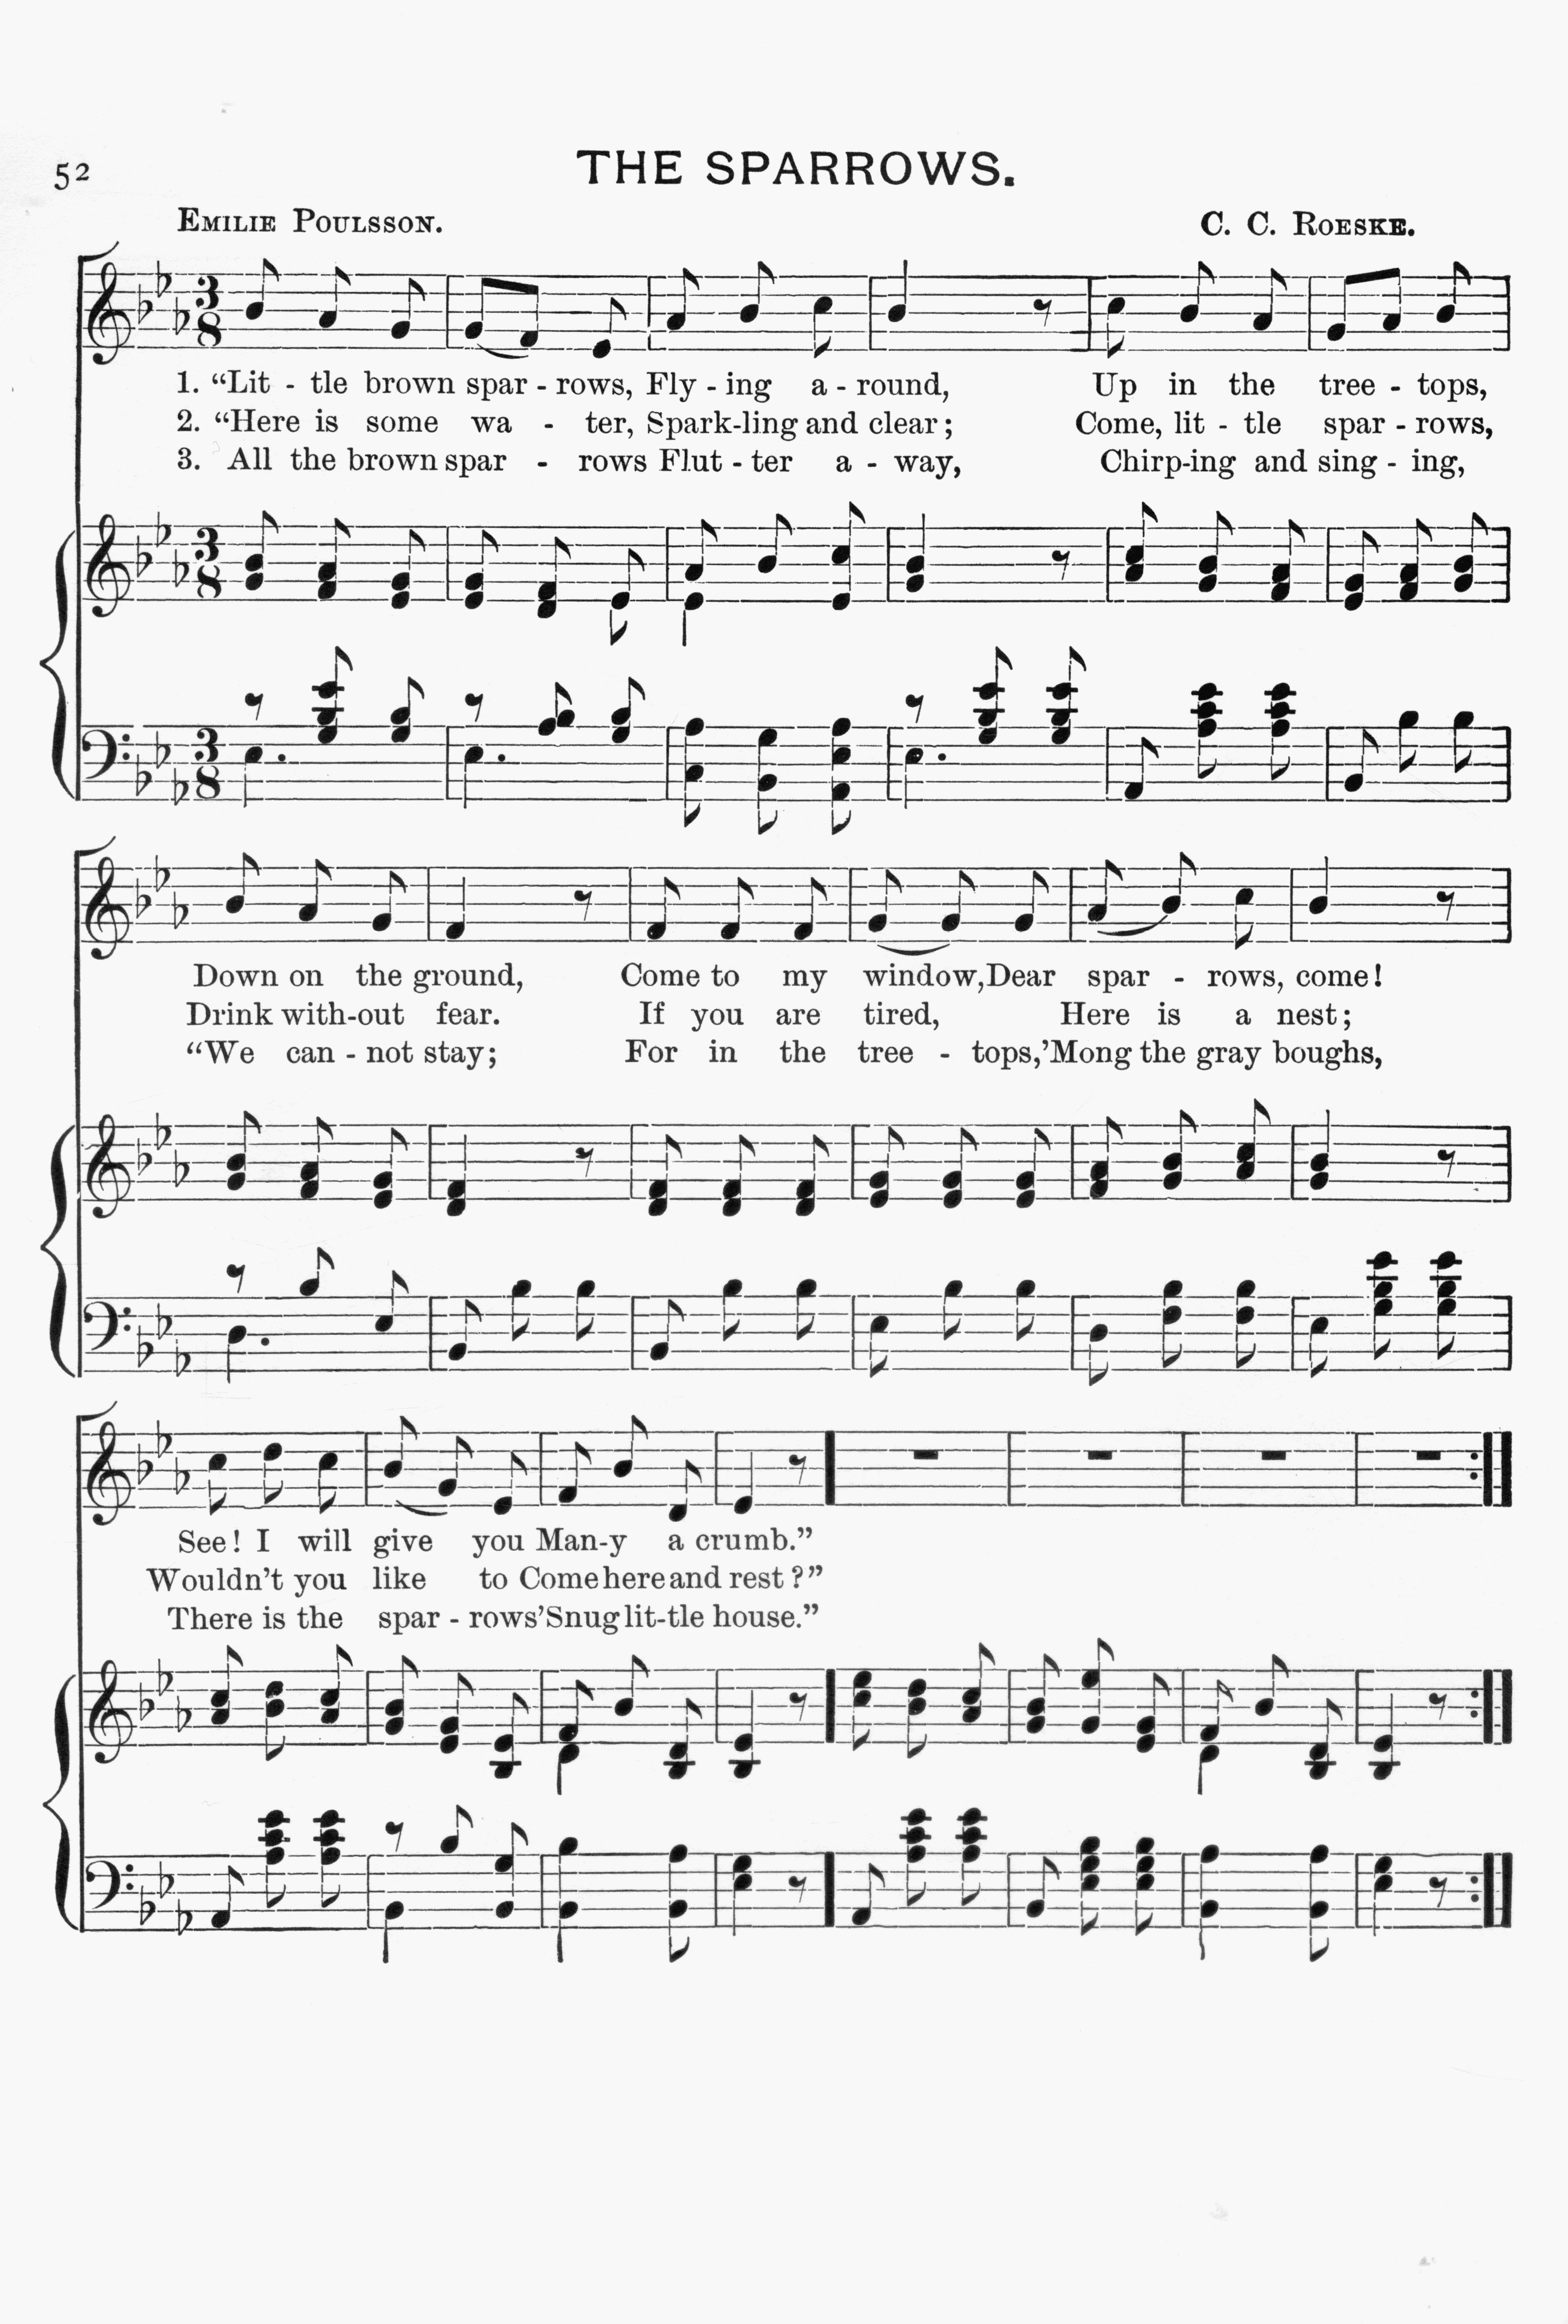 52
THE SPARROWS.
EMILIE POULSSON.
C. C. ROESKE.
3
8
1. “Lit - tle brown spar - rows, Fly - ing a - round, Up in the tree - tops,
2. “Here is some wa - ter, Spark-ling and clear; Come, lit - tle spar - rows,
3. All the brown spar - rows Flut - ter a - way, Chirp-ing and sing - ing,
3
8
3
8
Down on the ground, Come to my window, Dear spar - rows, come!
Drink with-out fear. If you are tired, Here is a nest;
“We can - not stay; For in the tree - tops, ’Mong the gray boughs,
See! I will give you Man-y a crumb.”
Wouldn’t you like to Come here and rest?”
There is the spar - rows’ Snug lit-tle house.”